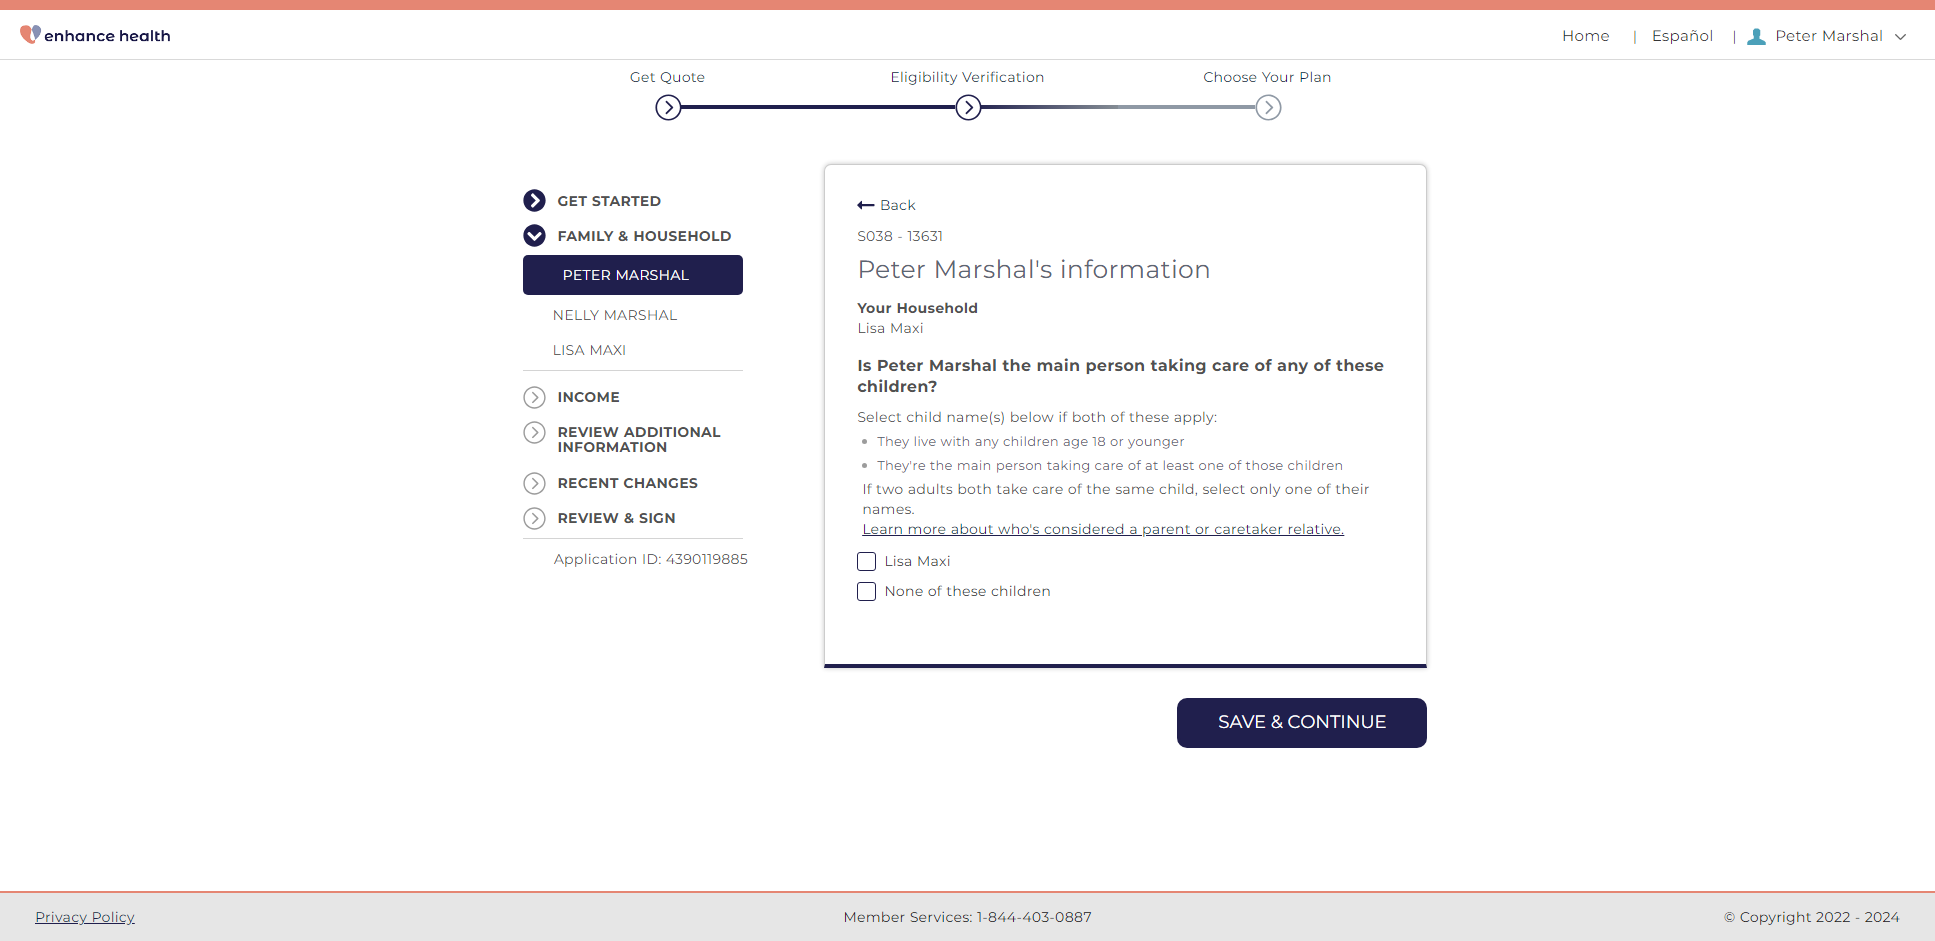 enhance health
Home | Español | Peter Marshal
Get Quote
Eligibility Verification
Choose Your Plan
GET STARTED
FAMILY & HOUSEHOLD
PETER MARSHAL
NELLY MARSHAL
LISA MAXI
INCOME
REVIEW ADDITIONAL
INFORMATION
RECENT CHANGES
REVIEW & SIGN
Application ID: 4390119885
Back
S038 - 13631
Peter Marshal's information
Your Household
Lisa Maxi
Is Peter Marshal the main person taking care of any of these
children?
Select child name(s) below if both of these apply:
• They live with any children age 18 or younger
• They're the main person taking care of at least one of those children
If two adults both take care of the same child, select only one of their
names.
Learn more about who's considered a parent or caretaker relative.
Lisa Maxi
None of these children
SAVE & CONTINUE
Privacy Policy
Member Services: 1-844-403-0887
© Copyright 2022 - 2024